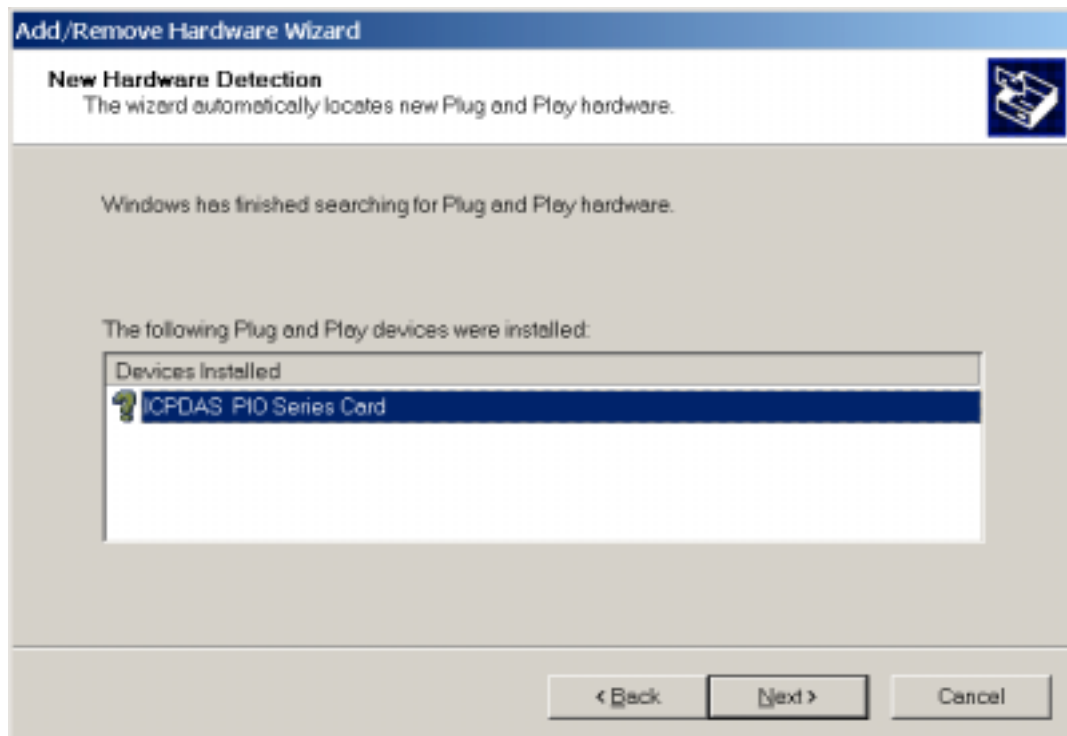 Add/Remove Hardware Wizard
New Hardware Detection
The wizard automatically locates new Plug and Play hardware.
Windows has finished searching for Plug and Play hardware.
The following Plug and Play devices were installed:
Devices Installed
ICPDAS PIO Series Card
< Back
Next >
Cancel